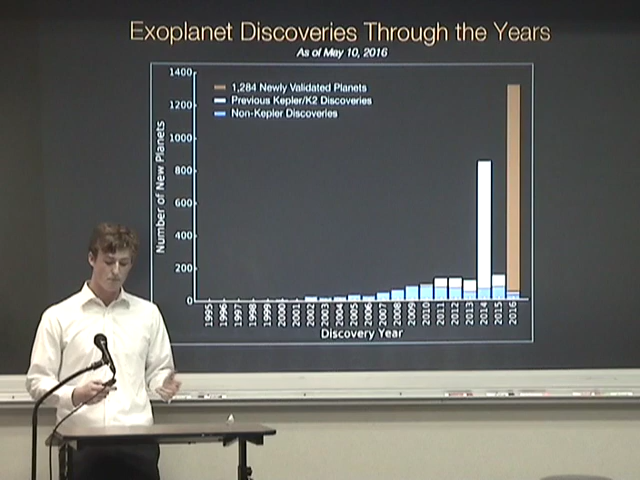 Exoplanet Discoveries Through the Years
As of May 10, 2016
1400
1200
1000
800
600
400
200
0
Number of New Planets
1,284 Newly Validated Planets
Previous Kepler/K2 Discoveries
Non-Kepler Discoveries
1995 1996 1997 1998 1999 2000 2001 2002 2003 2004 2005 2006 2007 2008 2009 2010 2011 2012 2013 2014 2015 2016
Discovery Year